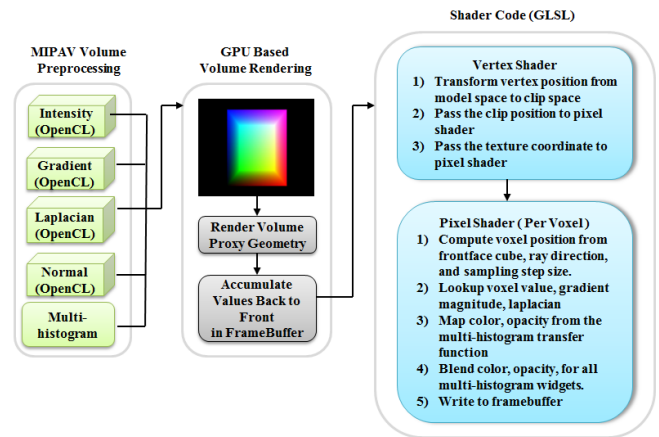 MIPAV Volume
Preprocessing
Intensity
(OpenCL)
Gradient
(OpenCL)
Laplacian
(OpenCL)
Normal
(OpenCL)
Multi-
histogram
GPU Based
Volume Rendering
Render Volume
Proxy Geometry
Accumulate
Values Back to
Front
in FrameBuffer
Shader Code (GLSL)
Vertex Shader
1) Transform vertex position from
model space to clip space
2) Pass the clip position to pixel
shader
3) Pass the texture coordinate to
pixel shader
Pixel Shader ( Per Voxel )
1) Compute voxel position from
frontface cube, ray direction,
and sampling step size.
2) Lookup voxel value, gradient
magnitude, laplacian
3) Map color, opacity from the
multi-histogram transfer
function
4) Blend color, opacity, for all
multi-histogram widgets.
5) Write to framebuffer